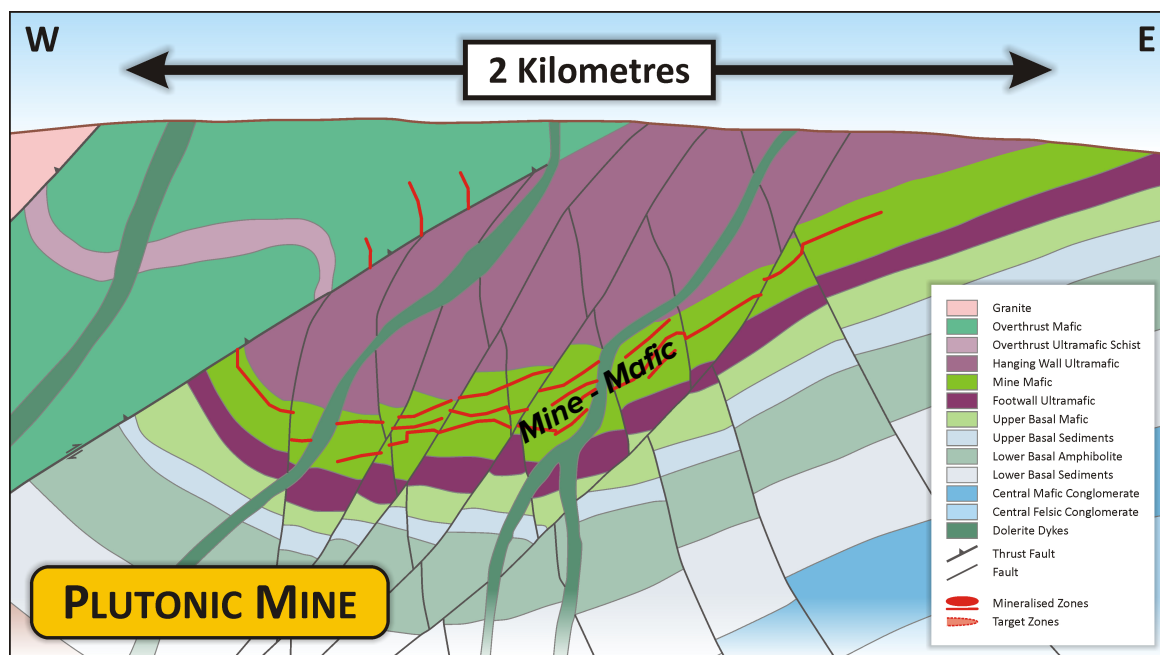 W
E
2 Kilometres
Mine - Mafic
Granite
Overthrust Mafic
Overthrust Ultramafic Schist
Hanging Wall Ultramafic
Mine Mafic
Footwall Ultramafic
Upper Basal Mafic
Upper Basal Sediments
Lower Basal Amphibolite
Lower Basal Sediments
Central Mafic Conglomerate
Central Felsic Conglomerate
Dolerite Dykes
Thrust Fault
Fault
Mineralised Zones
Target Zones
PLUTONIC MINE